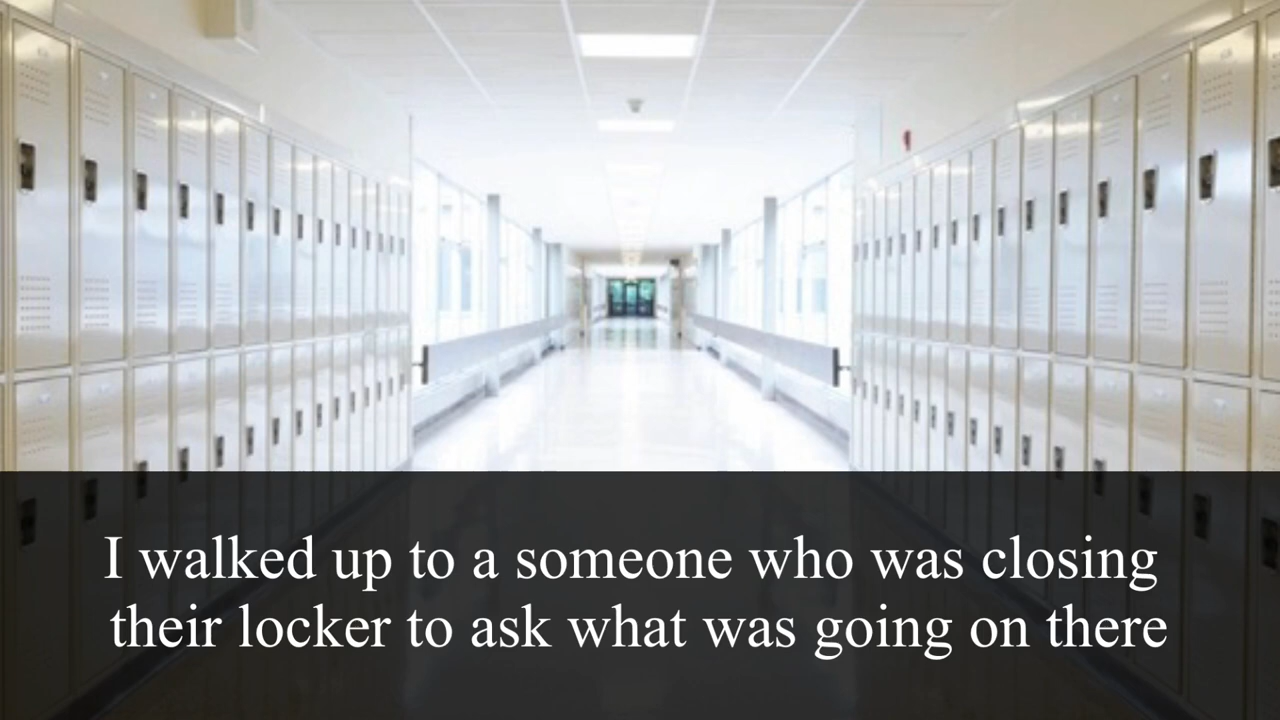 I walked up to a someone who was closing
their locker to ask what was going on there